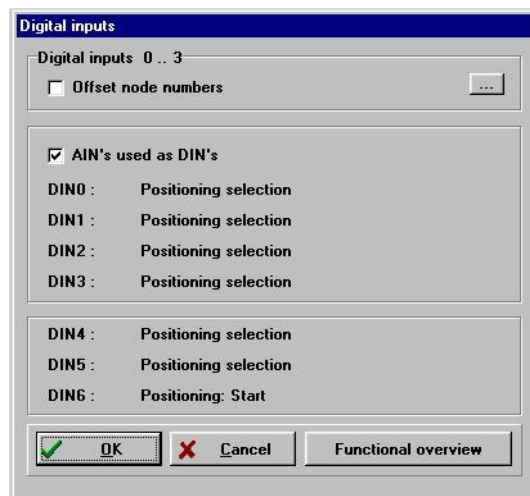 Digital inputs
Digital inputs 0 .. 3
Offset node numbers
...
AIN's used as DIN's
DIN0 : Positioning selection
DIN1 : Positioning selection
DIN2 : Positioning selection
DIN3 : Positioning selection
DIN4 : Positioning selection
DIN5 : Positioning selection
DIN6 : Positioning: Start
OK Cancel Functional overview